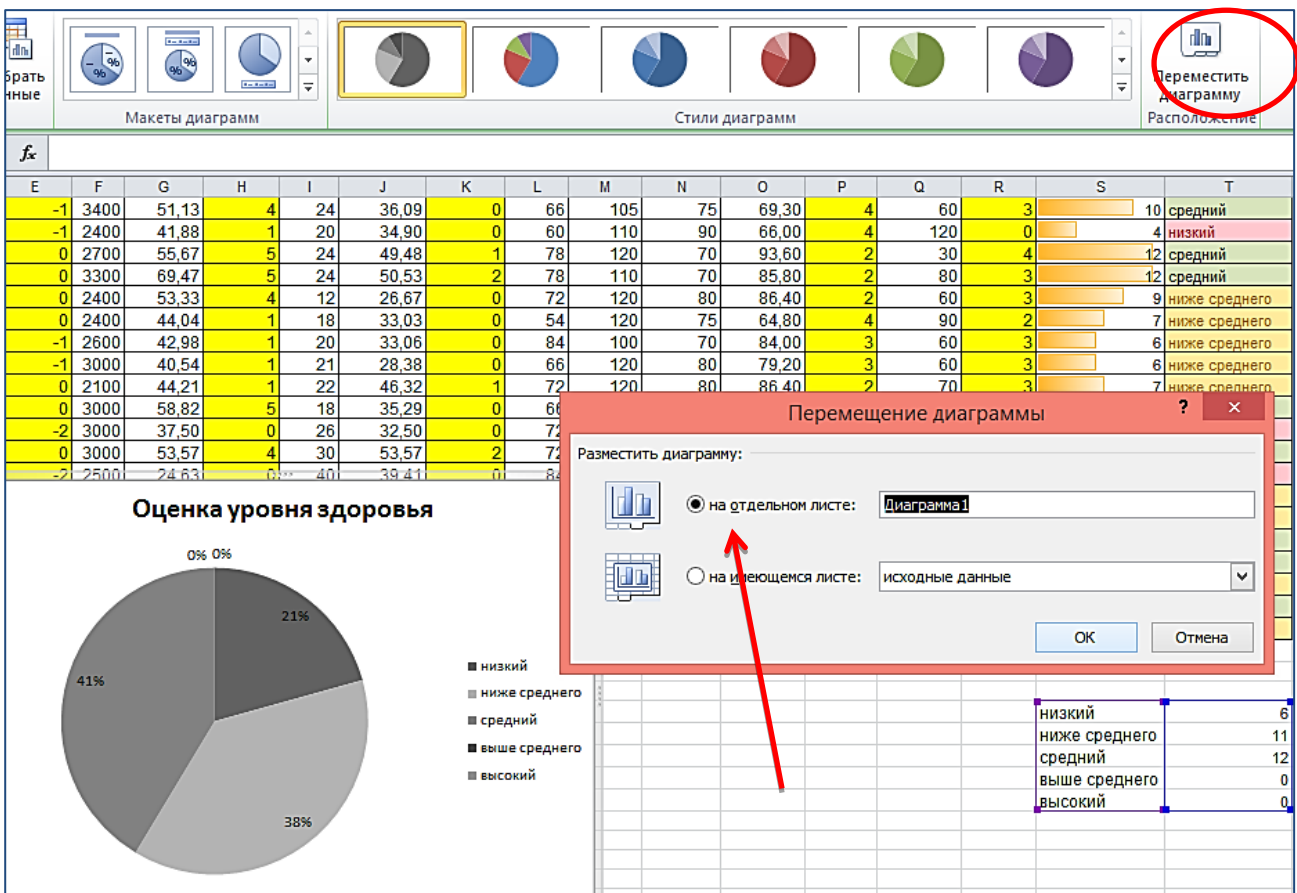 брать
нные
Макеты диаграмм
Стили диаграмм
Переместить
диаграмму
Расположение
fx
E F G H I J K L M N O P Q R S T
-1 3400 51,13 4 24 36,09 0 66 105 75 69,30 4 60 3 10 средний
-1 2400 41,88 1 20 34,90 0 60 110 90 66,00 4 120 0 4 низкий
0 2700 55,67 5 24 49,48 1 78 120 70 93,60 2 30 4 12 средний
0 3300 69,47 5 24 50,53 2 78 110 70 85,80 2 80 3 12 средний
0 2400 53,33 4 12 26,67 0 72 120 80 86,40 2 60 3 9 ниже среднего
0 2400 44,04 1 18 33,03 0 54 120 75 64,80 4 90 2 7 ниже среднего
-1 2600 42,98 1 20 33,06 0 84 100 70 84,00 3 60 3 6 ниже среднего
-1 3000 40,54 1 21 28,38 0 66 120 80 79,20 3 60 3 6 ниже среднего
0 2100 44,21 1 22 46,32 1 72 120 80 86,40 2 70 3 7 ниже среднего
0 3000 58,82 5 18 35,29 0 66
-2 3000 37,50 0 26 32,50 0 72
0 3000 53,57 4 30 53,57 2 72
-2 2500 24,63 0 40 39,41 0 84
Перемещение диаграммы
? ×
Разместить диаграмму:
на отдельном листе: Диаграмма1
на имеющемся листе: исходные данные
ОК Отмена
Оценка уровня здоровья
0% 0%
21%
41%
38%
низкий
ниже среднего
средний
выше среднего
высокий
низкий 6
ниже среднего 11
средний 12
выше среднего 0
высокий 0